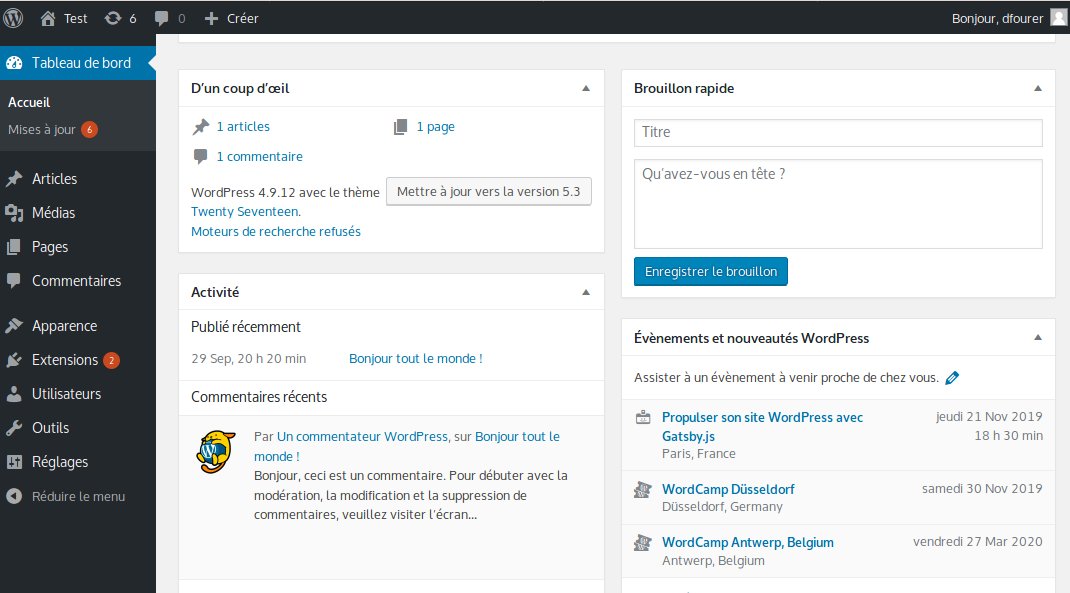 Test 6 0 Créer Bonjour, dfourer
Tableau de bord
Accueil
Mises à jour 6
Articles
Médias
Pages
Commentaires
Apparence
Extensions 2
Utilisateurs
Outils
Réglages
Réduire le menu
D’un coup d’œil
1 articles 1 page
1 commentaire
WordPress 4.9.12 avec le thème Mettre à jour vers la version 5.3
Twenty Seventeen.
Moteurs de recherche refusés
Activité
Publié récemment
29 Sep, 20 h 20 min Bonjour tout le monde !
Commentaires récents
Par Un commentateur WordPress, sur Bonjour tout le
monde !
Bonjour, ceci est un commentaire. Pour débuter avec la
modération, la modification et la suppression de
commentaires, veuillez visiter l’écran…
Brouillon rapide
Titre
Qu’avez-vous en tête ?
Enregistrer le brouillon
Évènements et nouveautés WordPress
Assister à un évènement à venir proche de chez vous.
Propulser son site WordPress avec jeudi 21 Nov 2019
Gatsby.js 18 h 30 min
Paris, France
WordCamp Düsseldorf samedi 30 Nov 2019
Düsseldorf, Germany
WordCamp Antwerp, Belgium vendredi 27 Mar 2020
Antwerp, Belgium